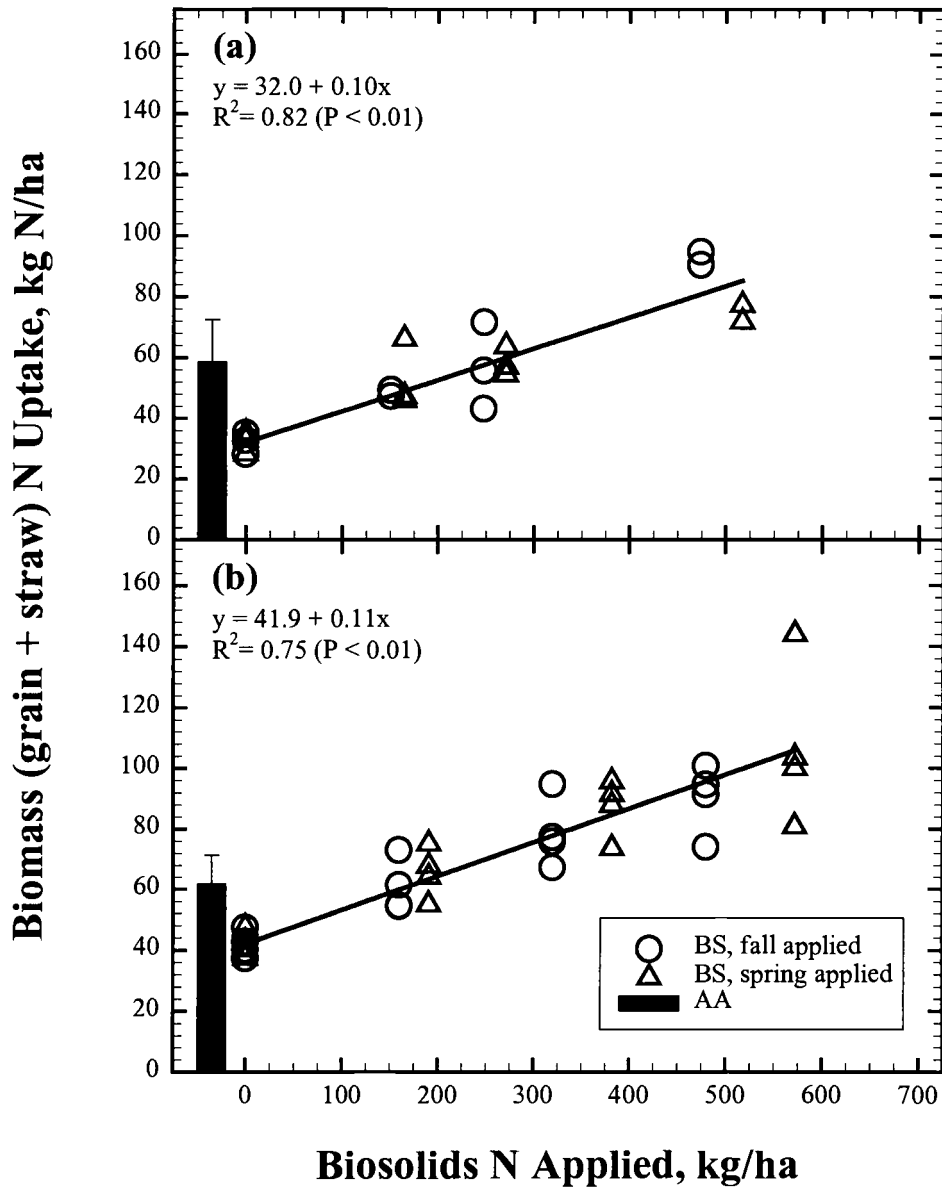 Biomass (grain + straw) N Uptake, kg N/ha
160
140
120
100
80
60
40
20
0
(a)
y = 32.0 + 0.10x
R²= 0.82 (P < 0.01)
160
140
120
100
80
60
40
20
0
(b)
y = 41.9 + 0.11x
R²= 0.75 (P < 0.01)
BS, fall applied
BS, spring applied
AA
0 100 200 300 400 500 600 700
Biosolids N Applied, kg/ha